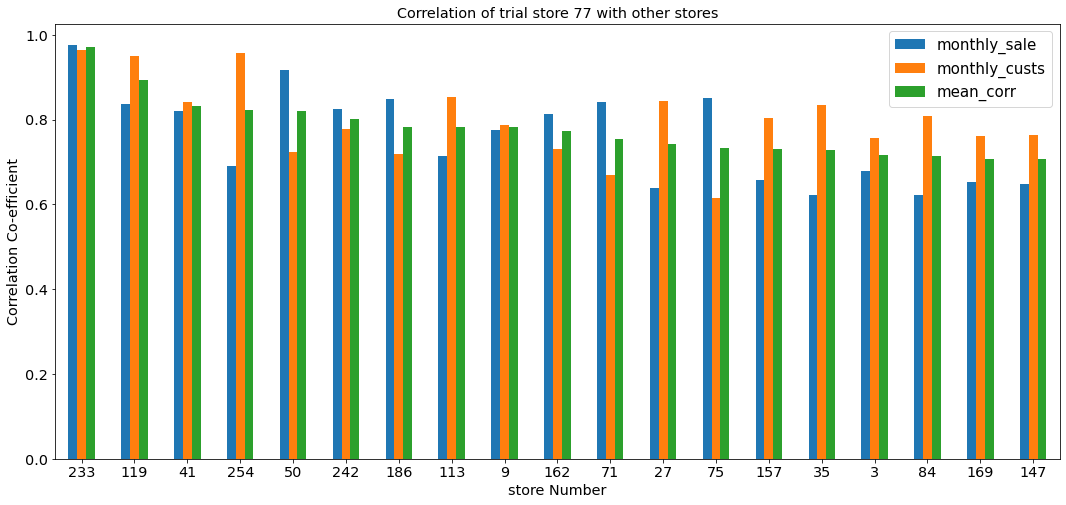 Correlation of trial store 77 with other stores
monthly_sale
monthly_custs
mean_corr
Correlation Co-efficient
1.0
0.8
0.6
0.4
0.2
0.0
233 119 41 254 50 242 186 113 9 162 71 27 75 157 35 3 84 169 147
store Number